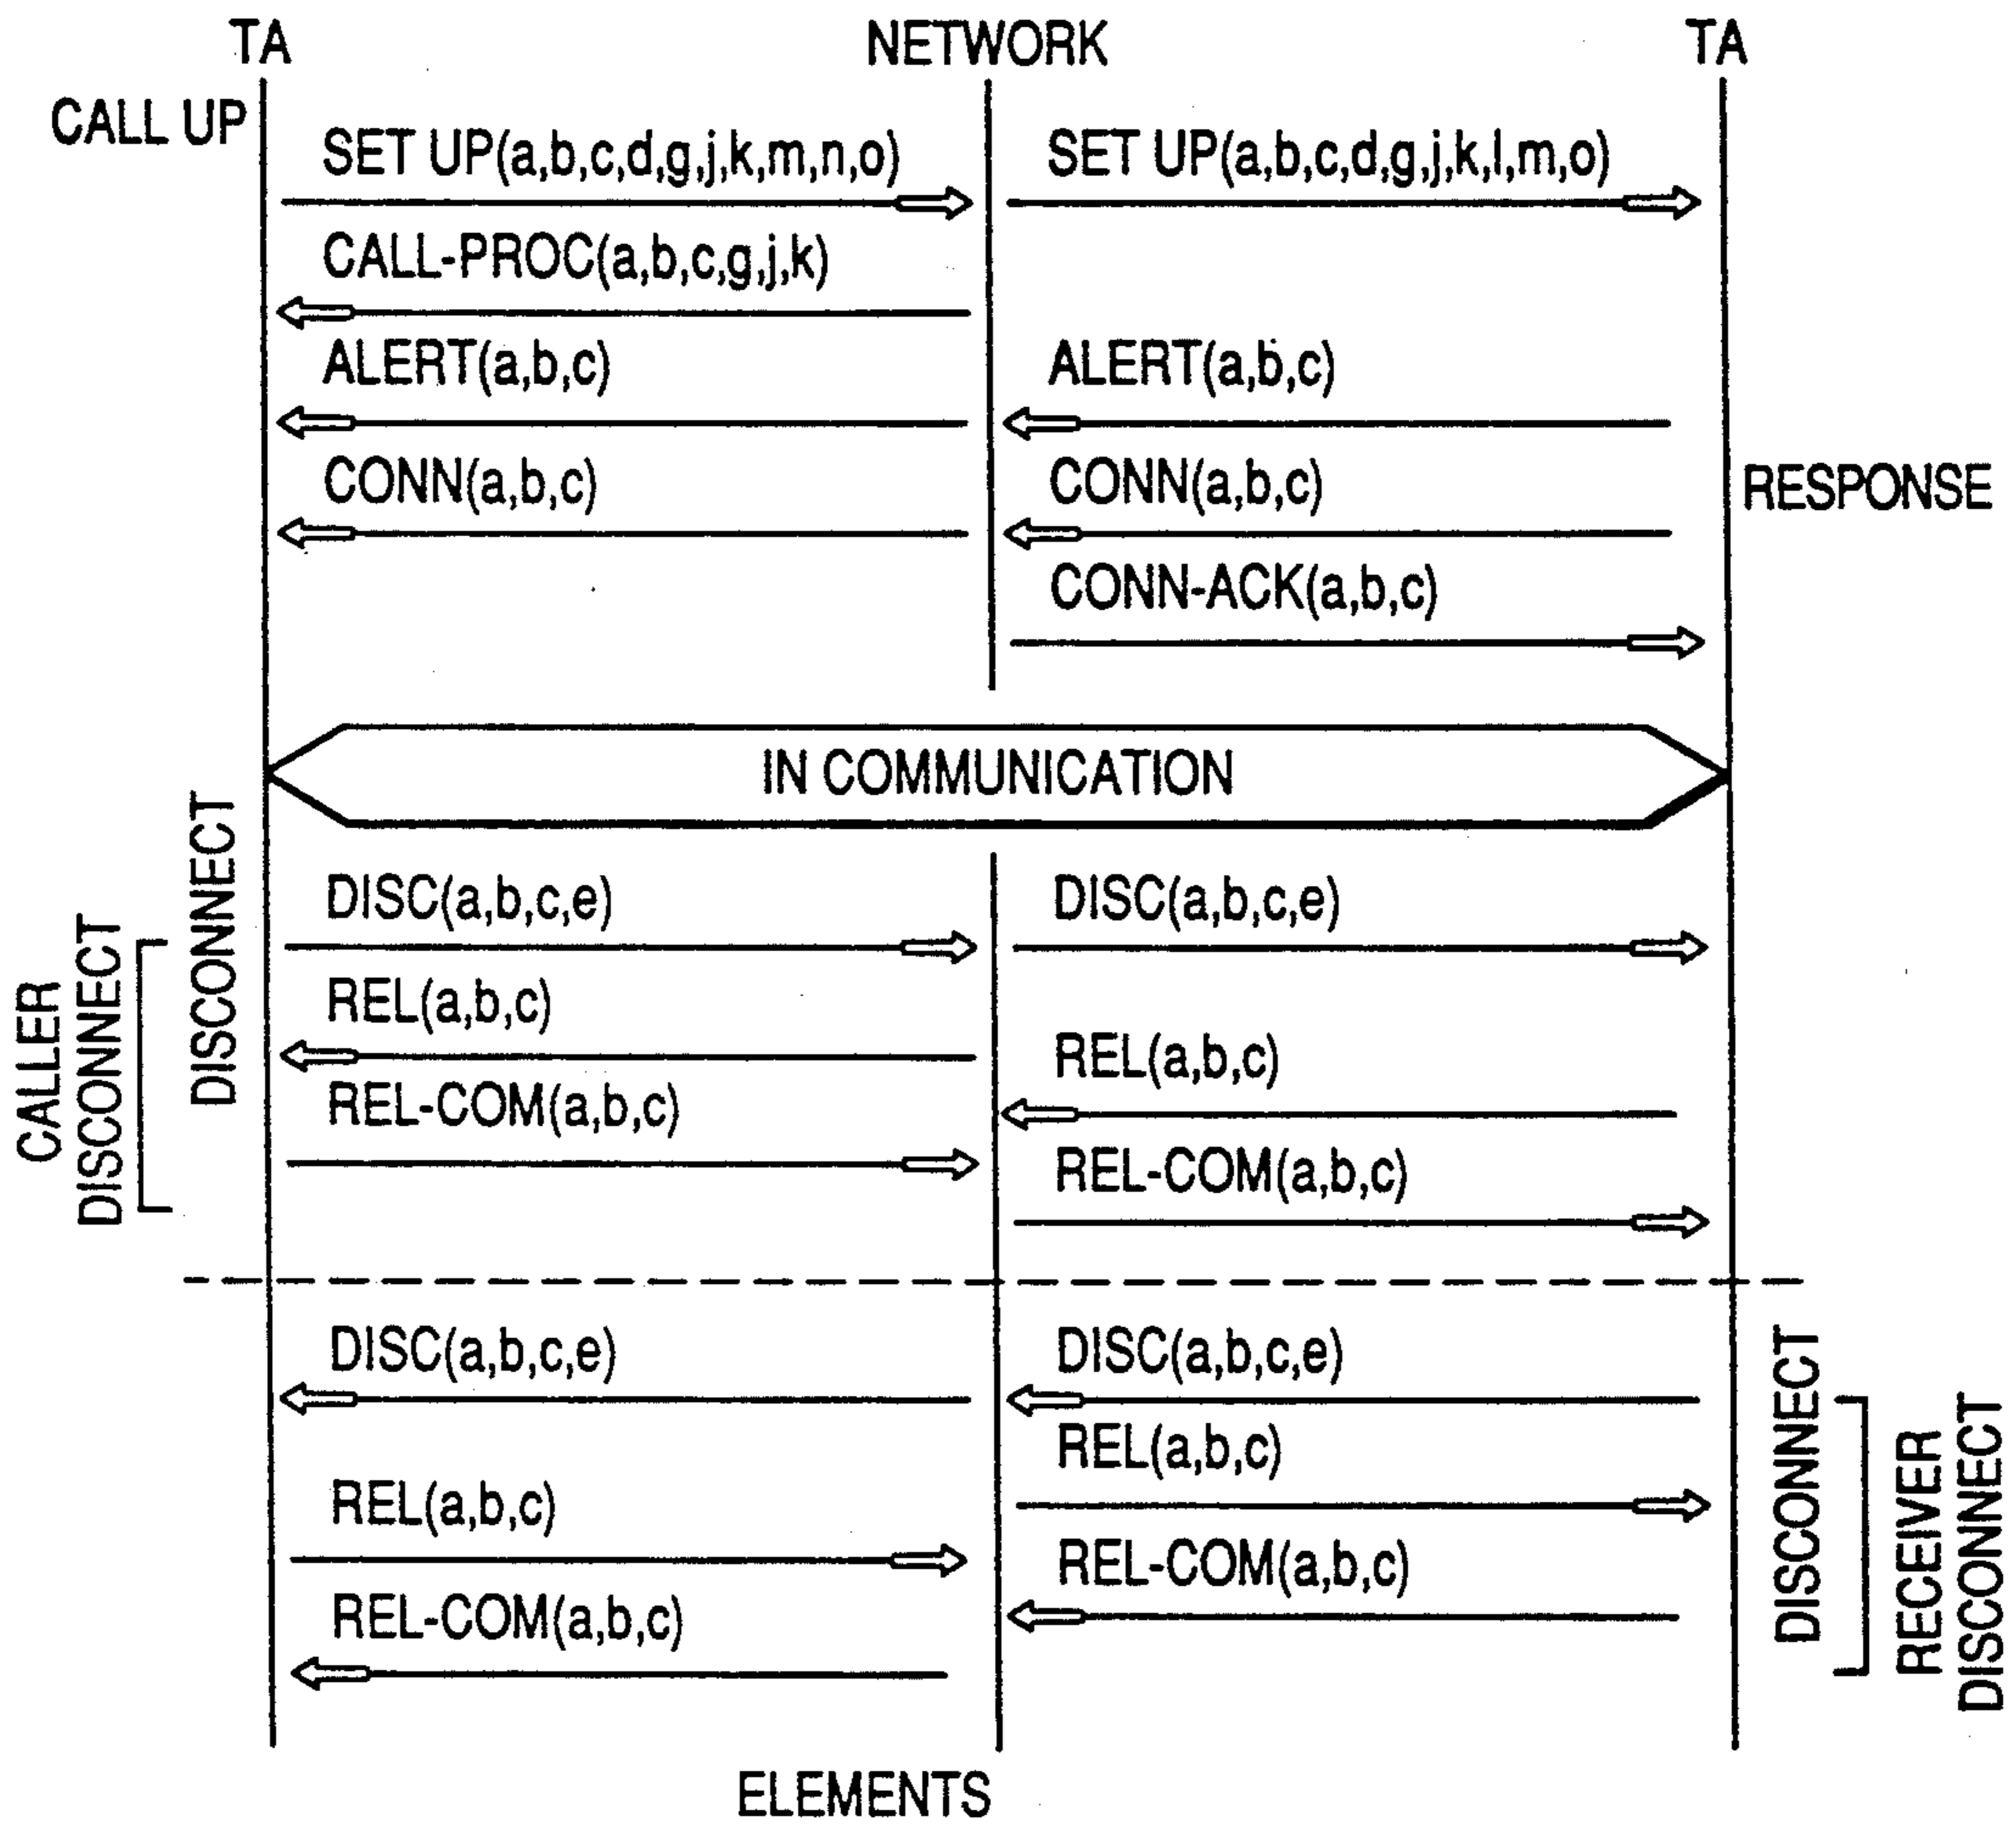 TA
NETWORK
TA
CALL UP
SET UP(a,b,c,d,g,j,k,m,n,o)
SET UP(a,b,c,d,g,j,k,l,m,o)
CALL-PROC(a,b,c,g,j,k)
ALERT(a,b,c)
ALERT(a,b,c)
CONN(a,b,c)
CONN(a,b,c)
RESPONSE
CONN-ACK(a,b,c)
IN COMMUNICATION
CALLER
DISCONNECT
DISCONNECT
DISC(a,b,c,e)
DISC(a,b,c,e)
REL(a,b,c)
REL(a,b,c)
REL-COM(a,b,c)
REL-COM(a,b,c)
DISC(a,b,c,e)
DISC(a,b,c,e)
REL(a,b,c)
REL(a,b,c)
REL-COM(a,b,c)
REL-COM(a,b,c)
DISCONNECT
RECEIVER
DISCONNECT
ELEMENTS